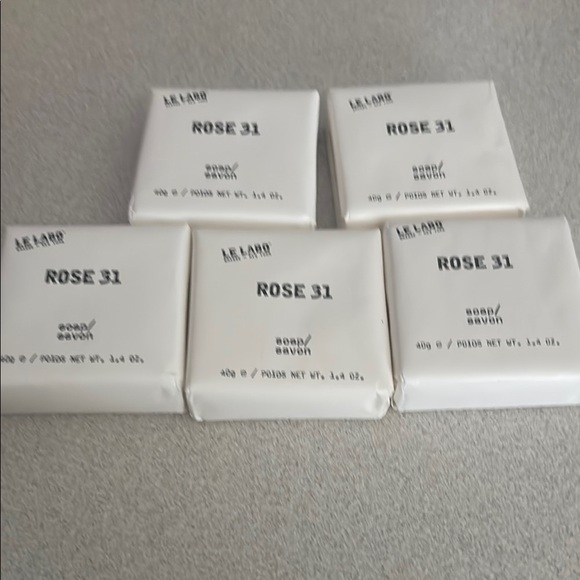 LE LABO
ROSE 31
soap/
savon
40g ℮ / POIDS NET WT. 1.4 OZ.
LE LABO
ROSE 31
soap/
savon
40g ℮ / POIDS NET WT. 1.4 OZ.
LE LABO
ROSE 31
soap/
savon
40g ℮ / POIDS NET WT. 1.4 OZ.
LE LABO
ROSE 31
soap/
savon
40g ℮ / POIDS NET WT. 1.4 OZ.
LE LABO
ROSE 31
soap/
savon
40g ℮ / POIDS NET WT. 1.4 OZ.